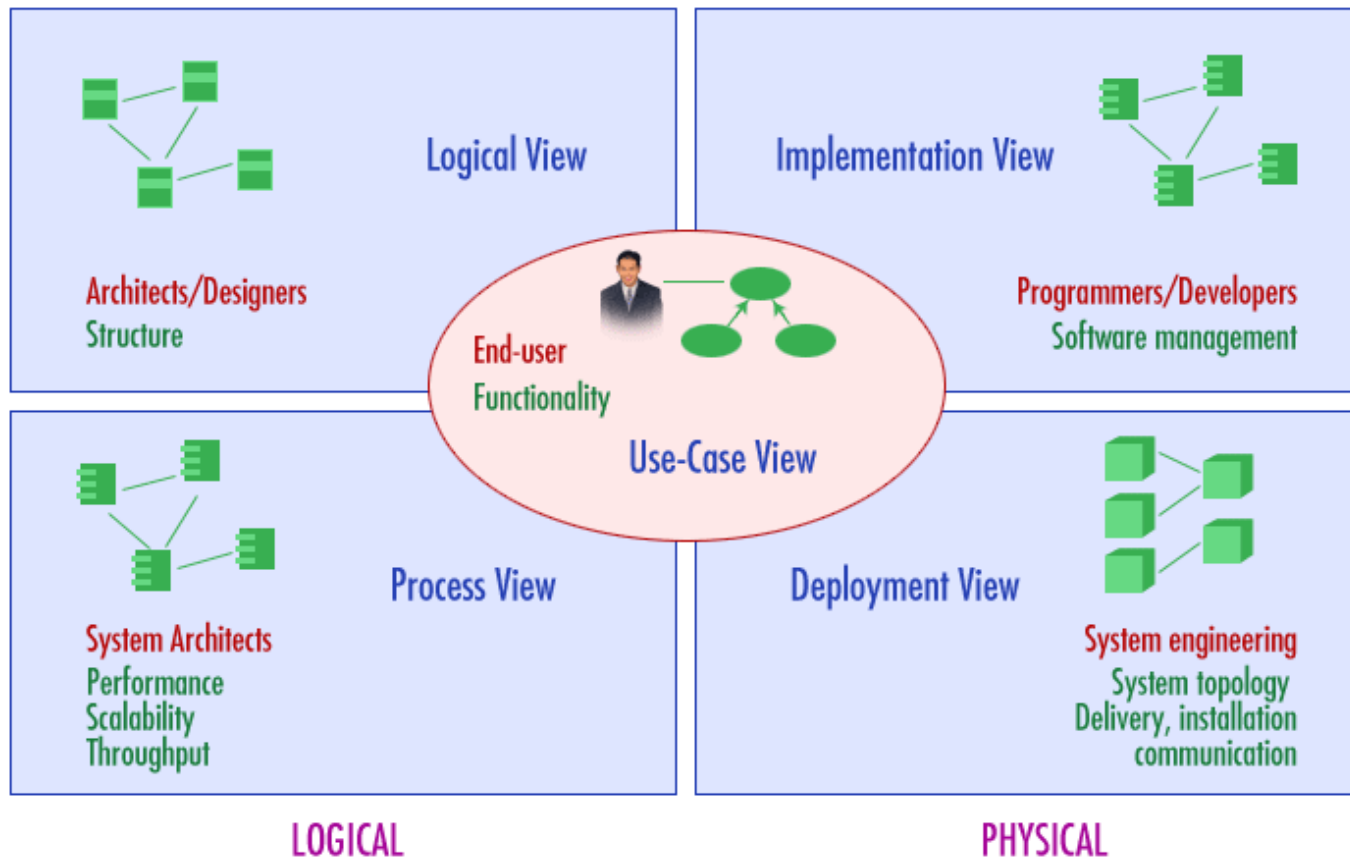 Logical View
Architects/Designers
Structure
Implementation View
Programmers/Developers
Software management
End-user
Functionality
Use-Case View
Process View
System Architects
Performance
Scalability
Throughput
Deployment View
System engineering
System topology
Delivery, installation
communication
LOGICAL
PHYSICAL